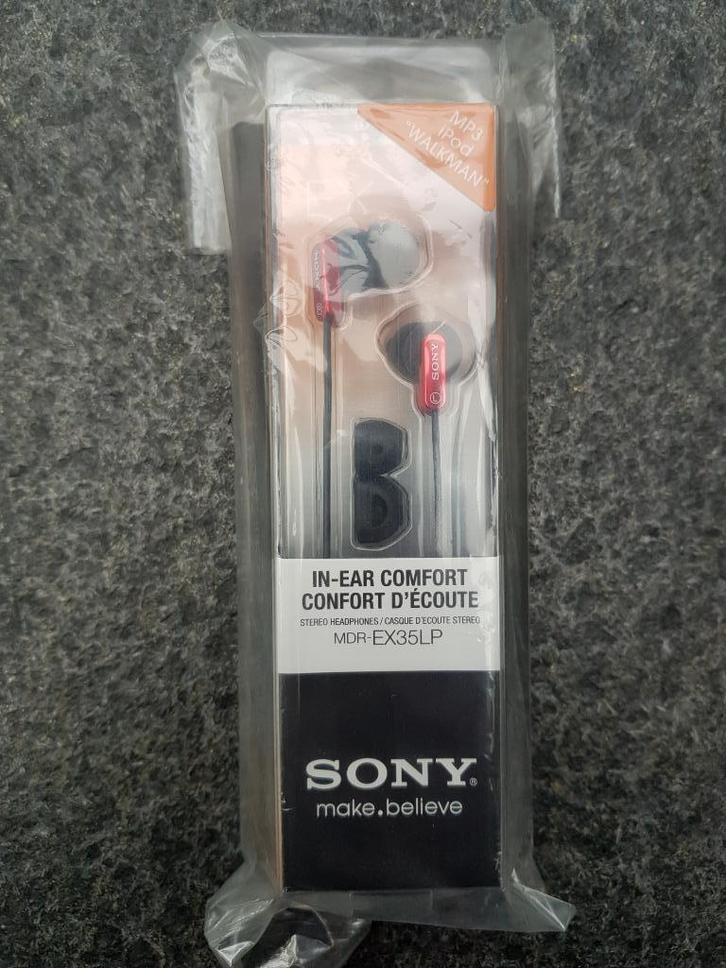 MP3
iPod
"WALKMAN"
SONY
SONY
IN-EAR COMFORT
CONFORT D'ÉCOUTE
STEREO HEADPHONES / CASQUE D'ECOUTE STEREO
MDR-EX35LP
SONY®
make.believe